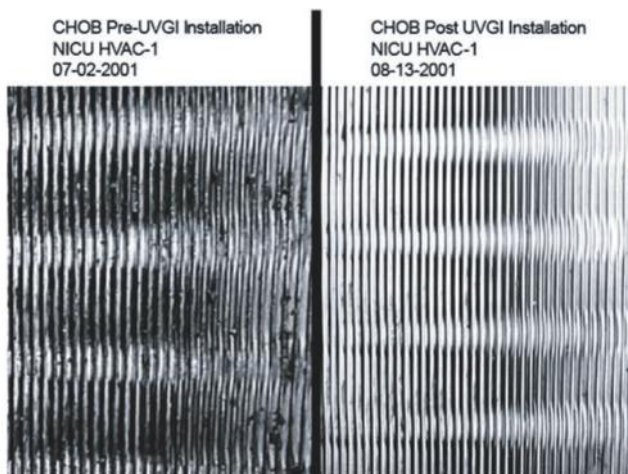 CHOB Pre-UVGI Installation
NICU HVAC-1
07-02-2001
CHOB Post UVGI Installation
NICU HVAC-1
08-13-2001